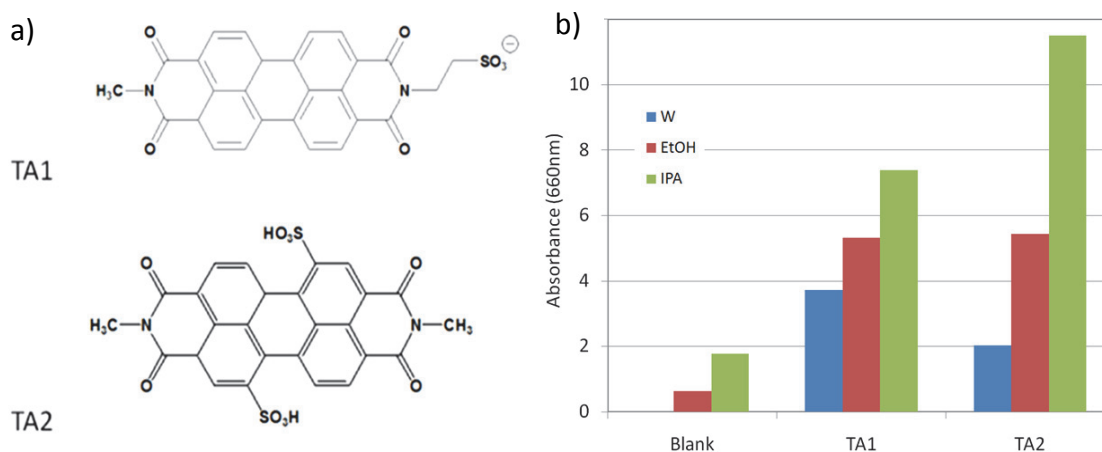 a)
O
O
SO₃ ⊖
H₃C
N
N
O
O
TA1
HO₃S
O
O
H₃C
N
N
CH₃
O
O
SO₃H
TA2
b)
Absorbance (660nm)
10
8
6
4
2
0
W
EtOH
IPA
Blank
TA1
TA2